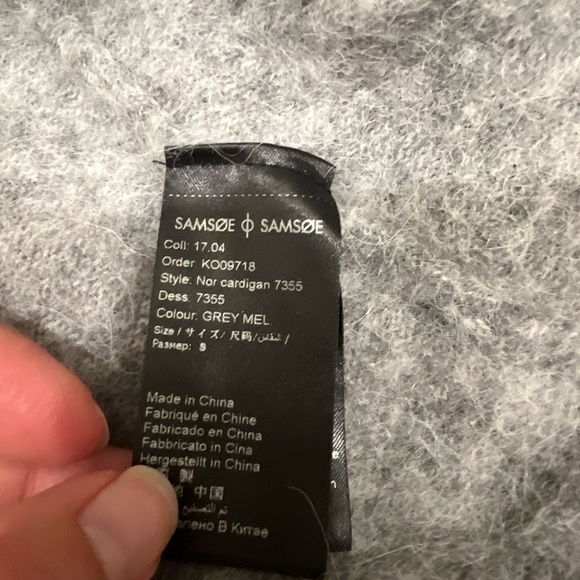 SAMSØE ϕ SAMSØE
Coll: 17.04
Order: KO09718
Style: Nor cardigan 7355
Dess: 7355
Colour: GREY MEL.
Size / サイズ / 尺码/ /
Размер: S
Made in China
Fabriqué en Chine
Fabricado en China
Fabbricato in Cina
Hergestellt in China
製
中国
تم التصنيع
елено В Китае
e
n